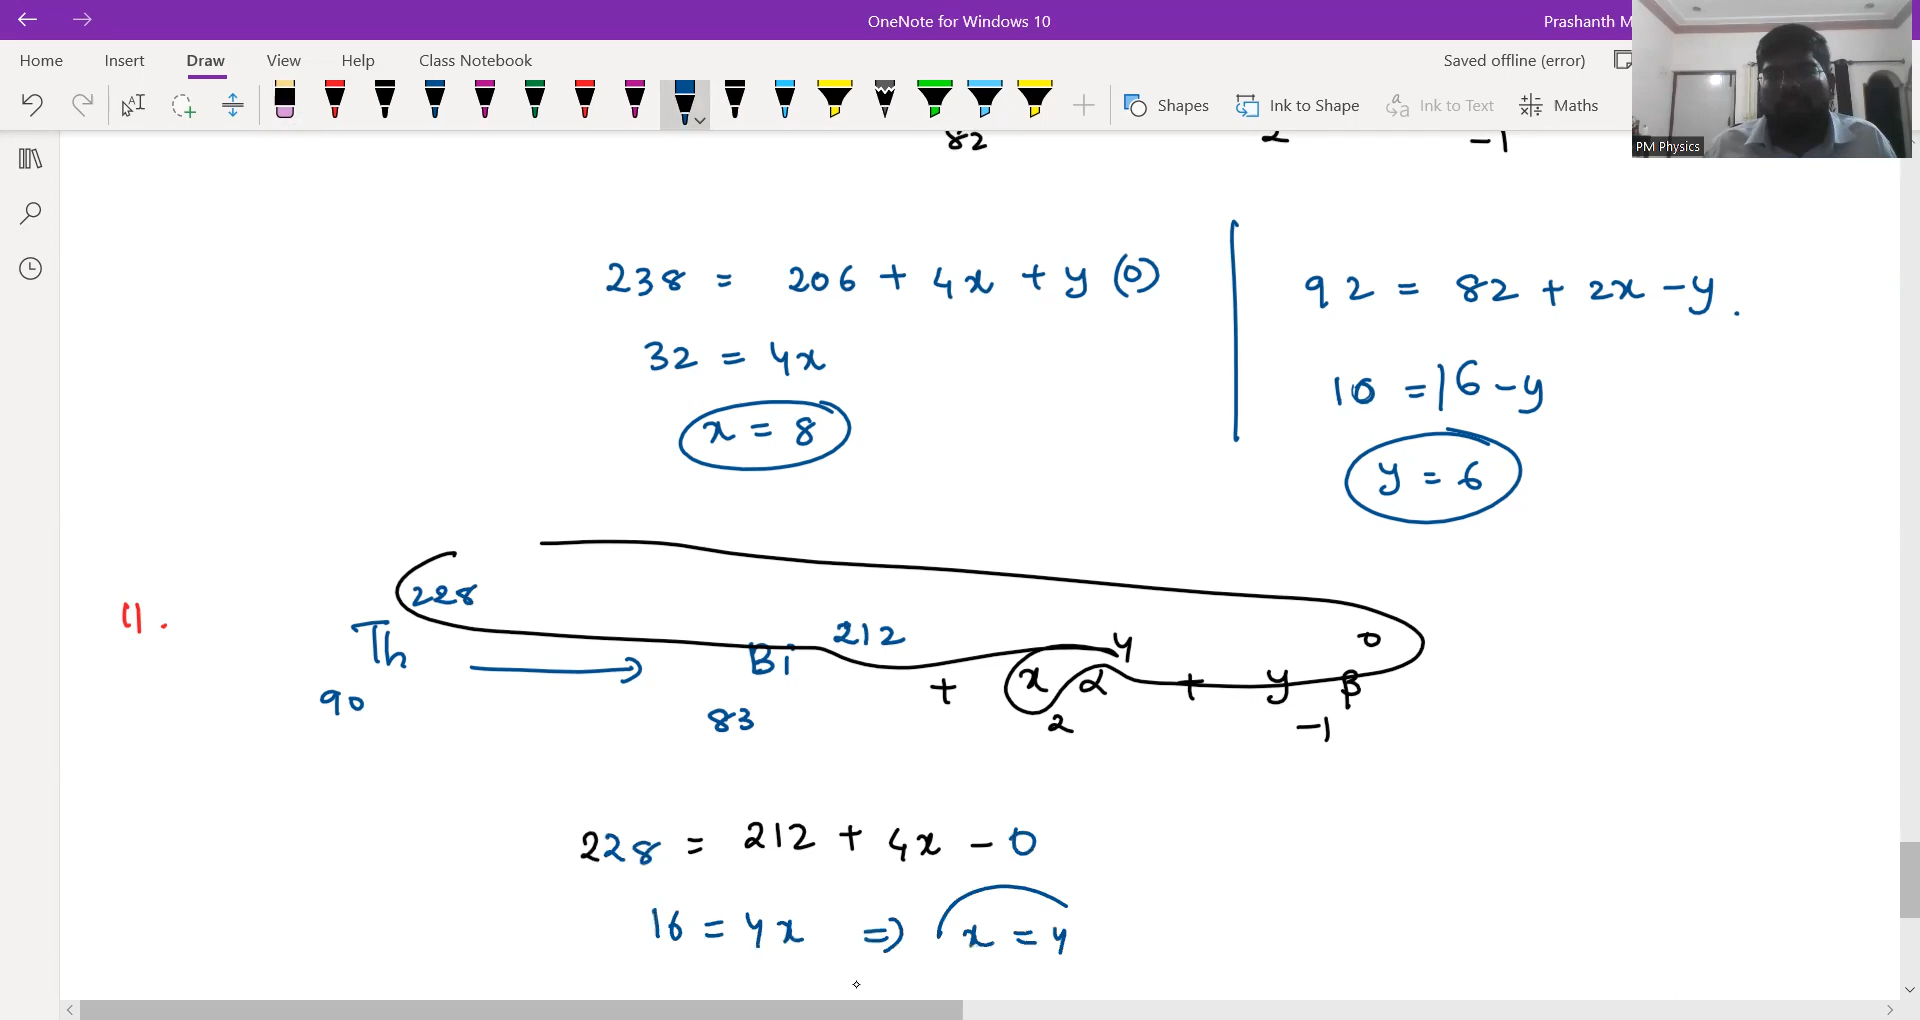 OneNote for Windows 10
Prashanth M
Home Insert Draw View Help Class Notebook
Saved offline (error)
Shapes Ink to Shape Ink to Text Maths
PM Physics
82 2 -1
238 = 206 + 4x + y (0)
32 = 4x
x = 8
92 = 82 + 2x - y .
10 = 16 - y
y = 6
11 .
228 212 4 0
Th → Bi + x α + y β
90 83 2 -1
228 = 212 + 4x - 0
16 = 4x ⇒ x = 4